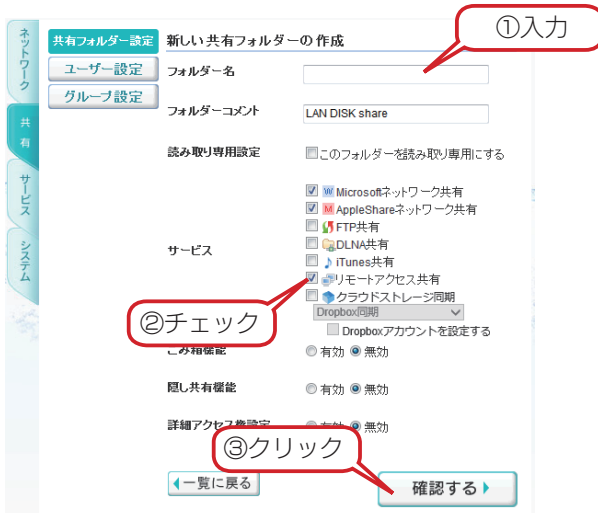 ①入力
ネットワーク
共有
サービス
システム
共有フォルダー設定
ユーザー設定
グループ設定
新しい共有フォルダーの作成
フォルダー名
フォルダーコメント LAN DISK share
読み取り専用設定 このフォルダーを読み取り専用にする
サービス
Microsoftネットワーク共有
AppleShareネットワーク共有
FTP共有
DLNA共有
iTunes共有
リモートアクセス共有
クラウドストレージ同期
Dropbox同期
Dropboxアカウントを設定する
②チェック
ごみ箱機能 有効 無効
隠し共有機能 有効 無効
詳細アクセス権設定 有効 無効
③クリック
一覧に戻る
確認する